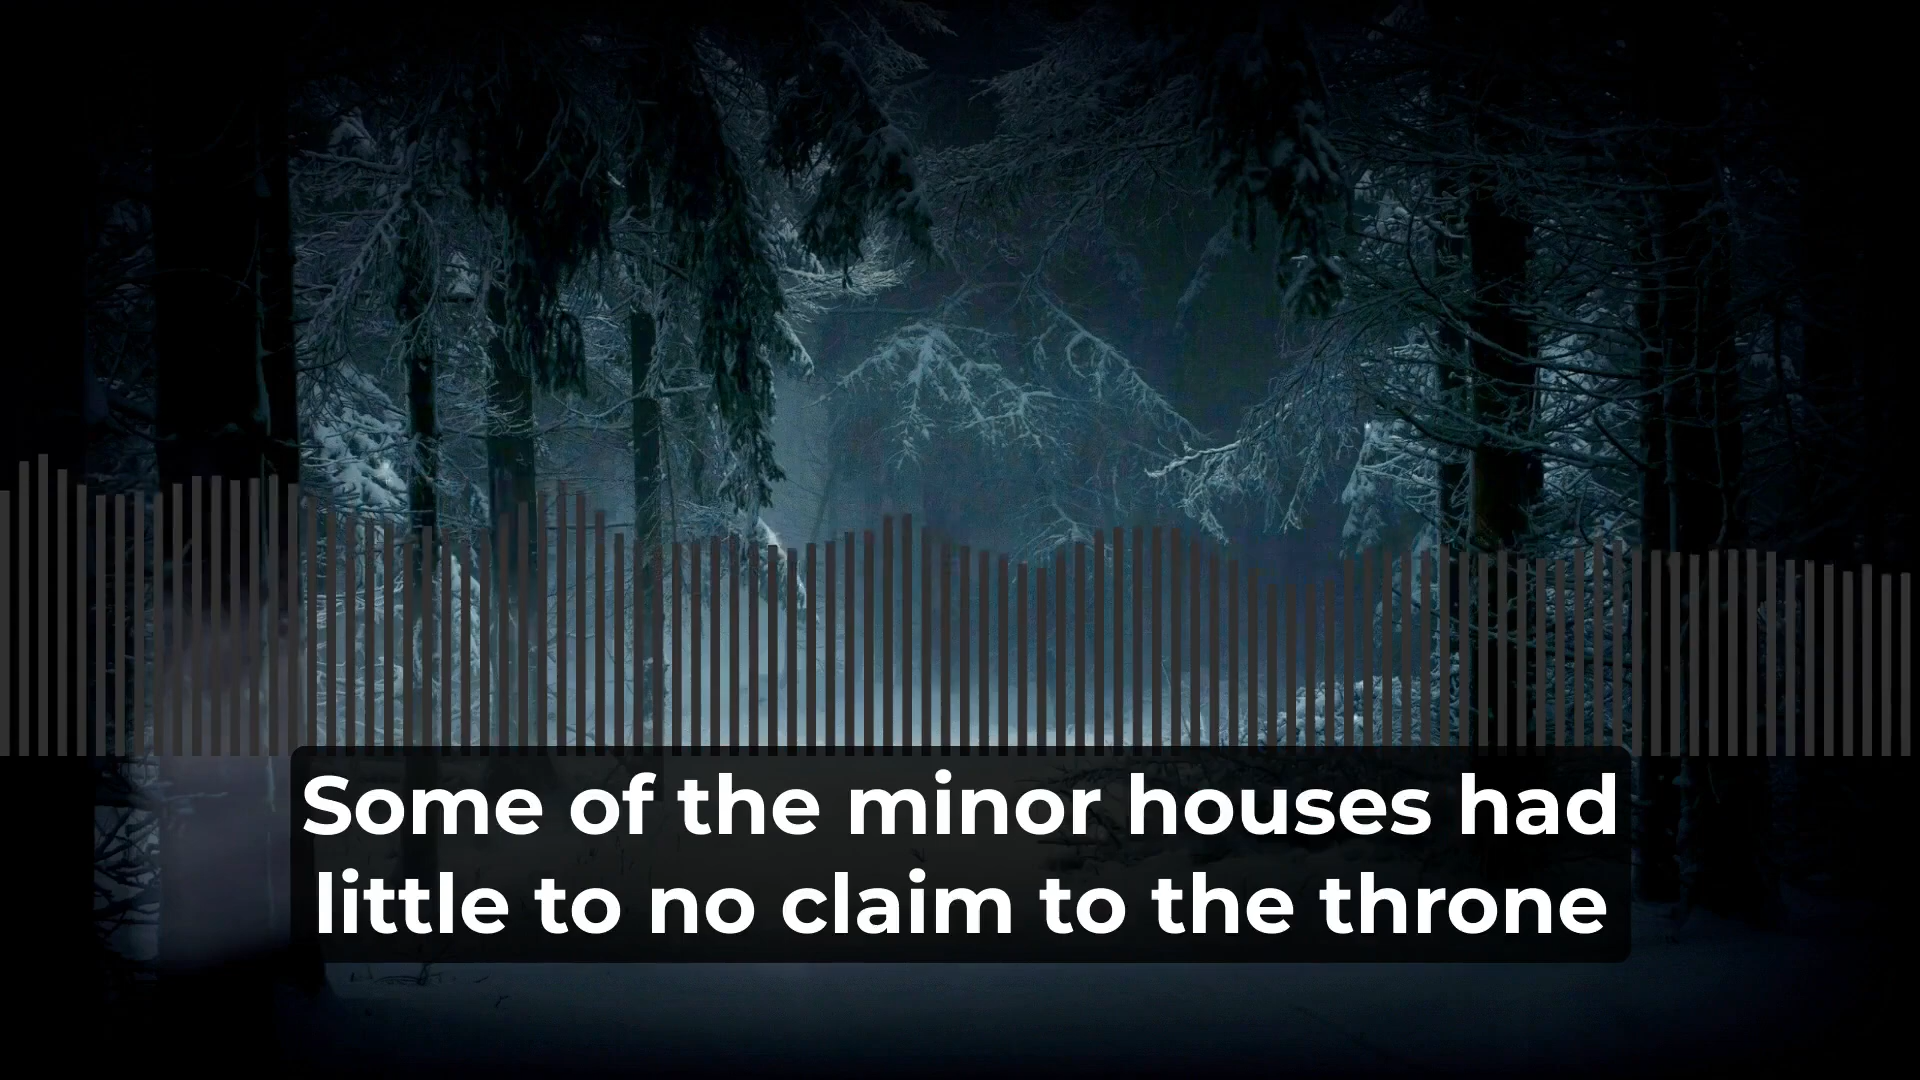 Some of the minor houses had
little to no claim to the throne